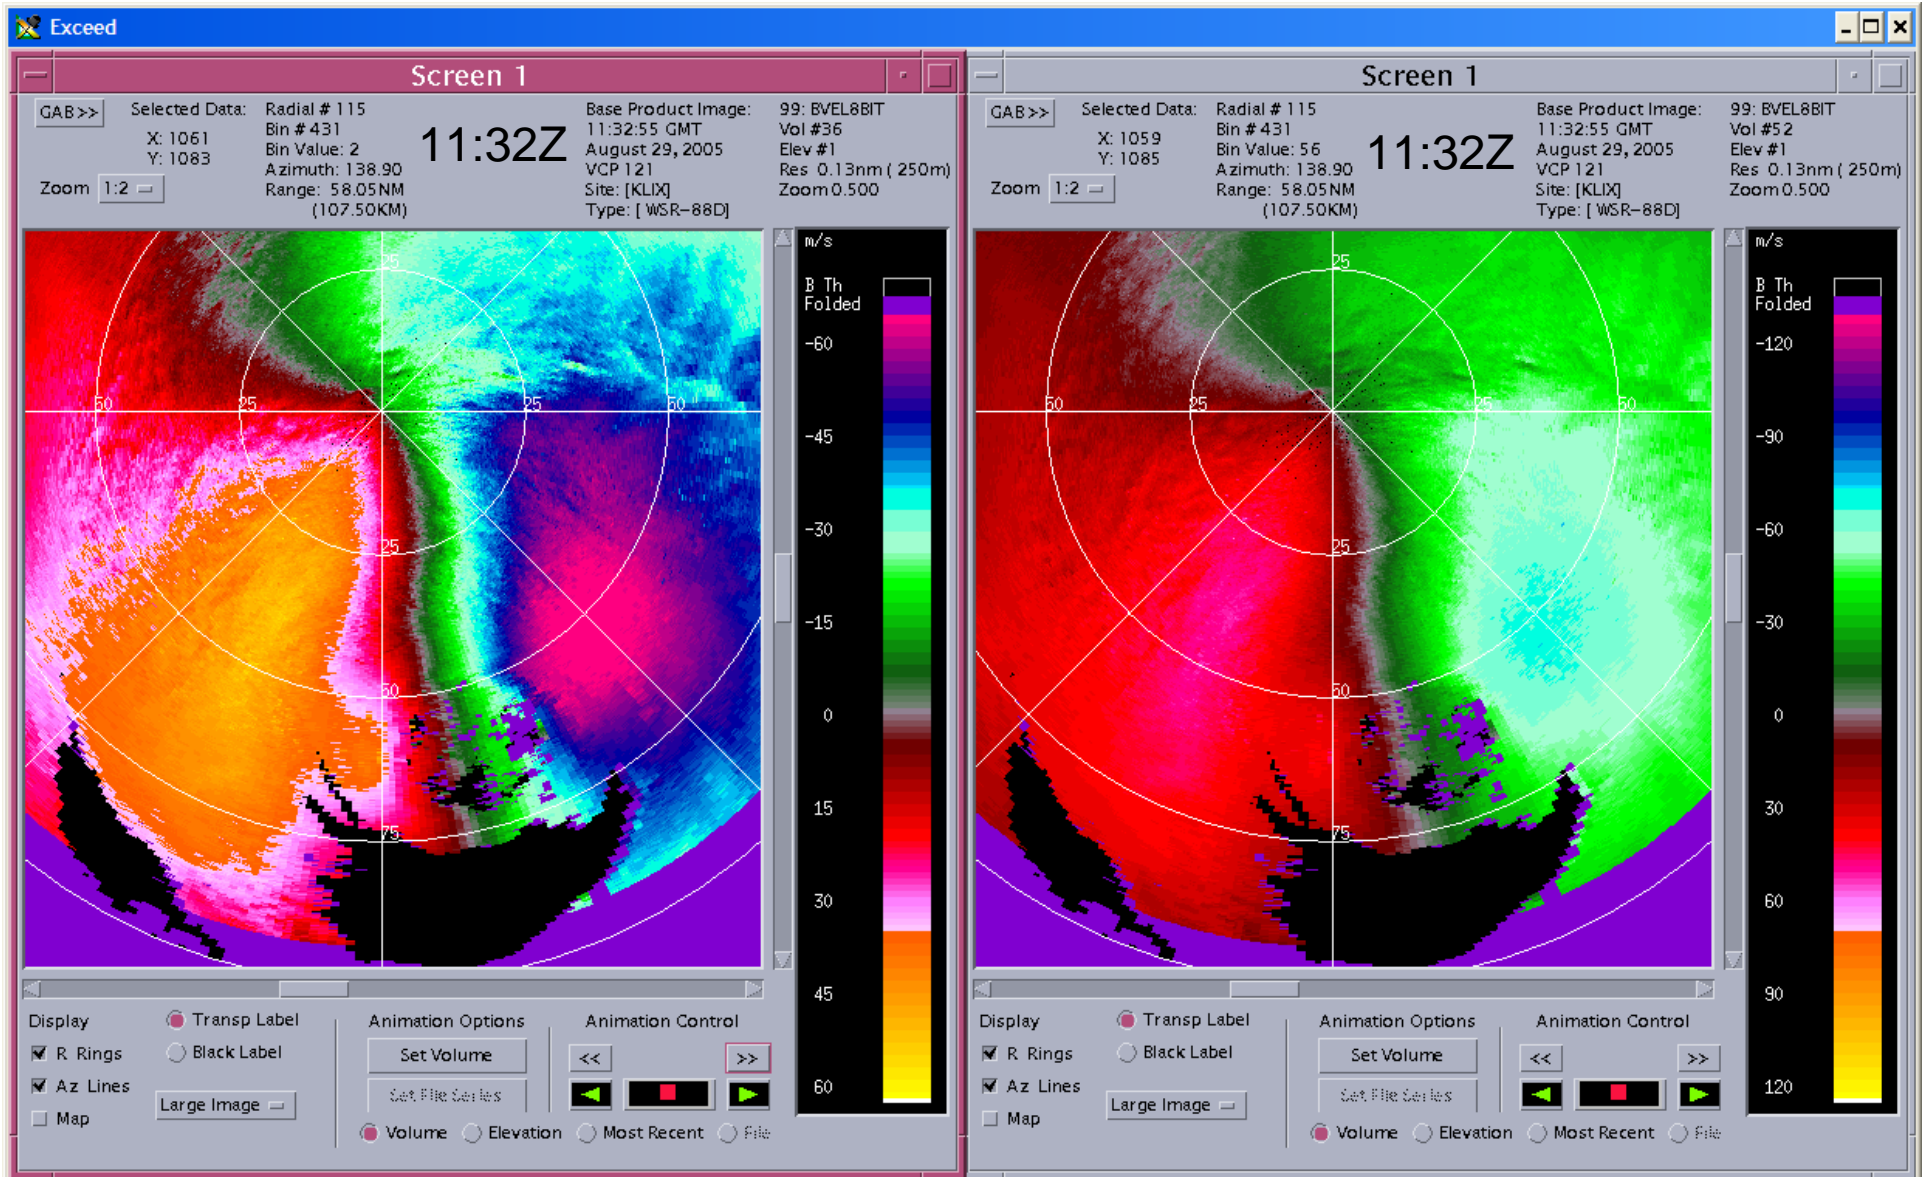 Exceed
Screen 1
GAB>>
Selected Data:
X: 1061
Y: 1083
Zoom 1:2
Radial # 115
Bin # 431
Bin Value: 2
Azimuth: 138.90
Range: 58.05NM
(107.50KM)
11:32Z
Base Product Image:
11:32:55 GMT
August 29, 2005
VCP 121
Site: [KLIX]
Type: [ WSR-88D]
99: BVEL8BIT
Vol #36
Elev #1
Res 0.13nm ( 250m)
Zoom 0.500
25
50 25 25 50
25
50
75
m/s
B Th
Folded
-60
-45
-30
-15
0
15
30
45
60
Display
R Rings
Az Lines
Map
Transp Label
Black Label
Large Image
Animation Options
Set Volume
Set File Series
Animation Control
<< >>
Volume Elevation Most Recent File
Screen 1
GAB>>
Selected Data:
X: 1059
Y: 1085
Zoom 1:2
Radial # 115
Bin # 431
Bin Value: 56
Azimuth: 138.90
Range: 58.05NM
(107.50KM)
11:32Z
Base Product Image:
11:32:55 GMT
August 29, 2005
VCP 121
Site: [KLIX]
Type: [ WSR-88D]
99: BVEL8BIT
Vol #52
Elev #1
Res 0.13nm ( 250m)
Zoom 0.500
25
50 25 25 50
25
50
75
m/s
B Th
Folded
-120
-90
-60
-30
0
30
60
90
120
Display
R Rings
Az Lines
Map
Transp Label
Black Label
Large Image
Animation Options
Set Volume
Set File Series
Animation Control
<< >>
Volume Elevation Most Recent File